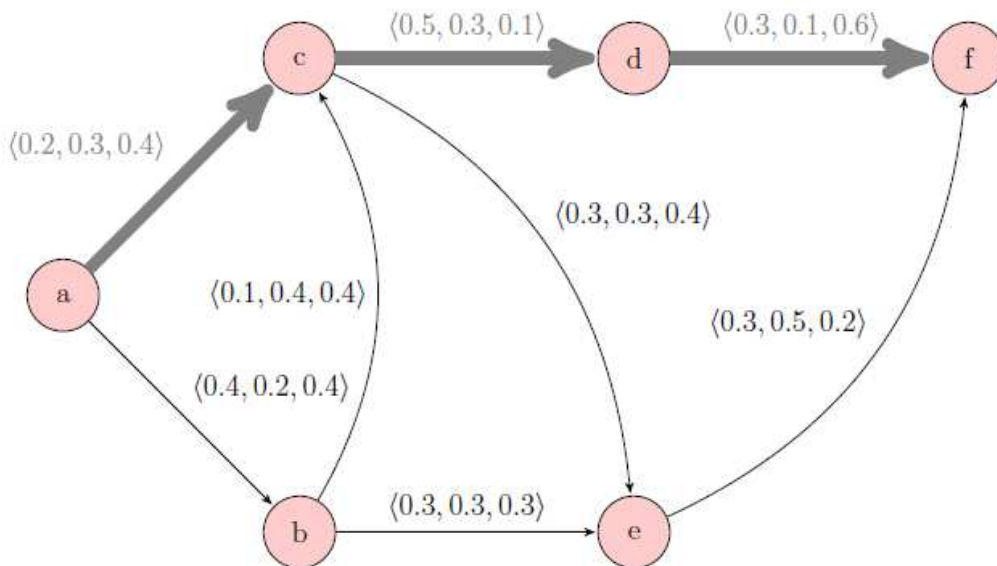 c
⟨0.5, 0.3, 0.1⟩
d
⟨0.3, 0.1, 0.6⟩
f
⟨0.2, 0.3, 0.4⟩
⟨0.3, 0.3, 0.4⟩
a
⟨0.1, 0.4, 0.4⟩
⟨0.3, 0.5, 0.2⟩
⟨0.4, 0.2, 0.4⟩
b
⟨0.3, 0.3, 0.3⟩
e